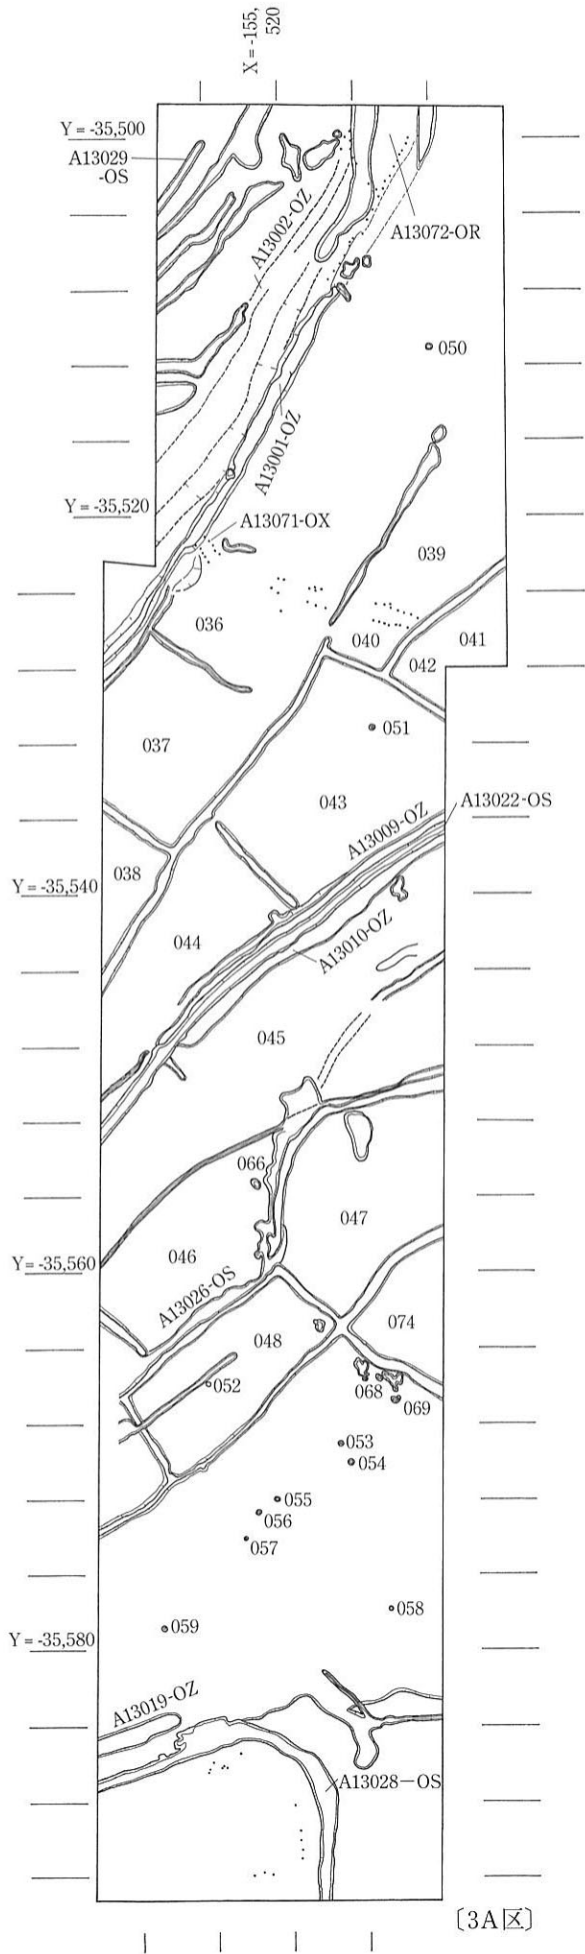 X = -155,
520
Y = -35,500
A13029
-OS
A13002-OZ
A13072-OR
050
A13001-OZ
Y = -35,520
A13071-OX
039
036
040
041
042
051
037
043
A13022-OS
A13009-OZ
038
Y = -35,540
A13010-OZ
044
045
066
047
046
Y = -35,560
A13026-OS
074
048
052
068
069
053
054
055
056
057
058
059
Y = -35,580
A13019-OZ
A13028－OS
〔3A区〕